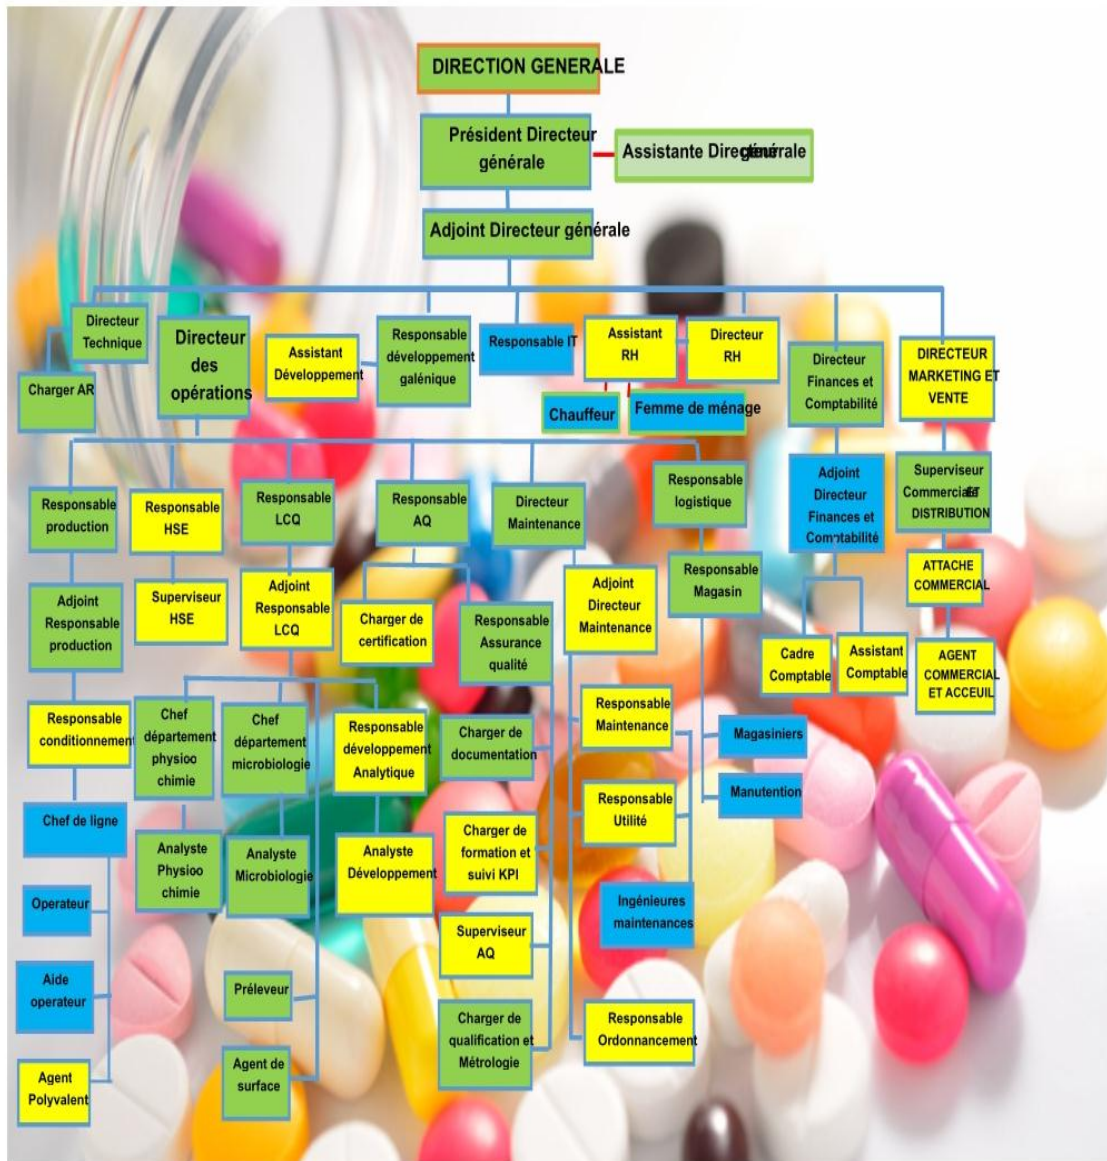 DIRECTION GENERALE
Président Directeur
générale
Assistante Directeur générale
Adjoint Directeur générale
Directeur
Technique
Charger AR
Directeur
des
opérations
Assistant
Développement
Responsable
développement
galénique
Responsable IT
Assistant
RH
Directeur
RH
Chauffeur
Femme de ménage
Directeur
Finances et
Comptabilité
DIRECTEUR
MARKETING ET
VENTE
Responsable
production
Responsable
HSE
Responsable
LCQ
Responsable
AQ
Directeur
Maintenance
Responsable
logistique
Adjoint
Directeur
Finances et
Comptabilité
Superviseur
Commercial ET
DISTRIBUTION
Adjoint
Responsable
production
Superviseur
HSE
Adjoint
Responsable
LCQ
Charger de
certification
Responsable
Assurance
qualité
Adjoint
Directeur
Maintenance
Responsable
Magasin
ATTACHE
COMMERCIAL
Cadre
Comptable
Assistant
Comptable
AGENT
COMMERCIAL
ET ACCEUIL
Responsable
conditionnement
Chef
département
physioo
chimie
Chef
département
microbiologie
Responsable
développement
Analytique
Charger de
documentation
Responsable
Maintenance
Magasiniers
Manutention
Chef de ligne
Analyste
Physioo
chimie
Analyste
Microbiologie
Analyste
Développement
Charger de
formation et
suivi KPI
Responsable
Utilité
Operateur
Superviseur
AQ
Ingénieures
maintenances
Aide
operateur
Préleveur
Charger de
qualification et
Métrologie
Responsable
Ordonnancement
Agent
Polyvalent
Agent de
surface